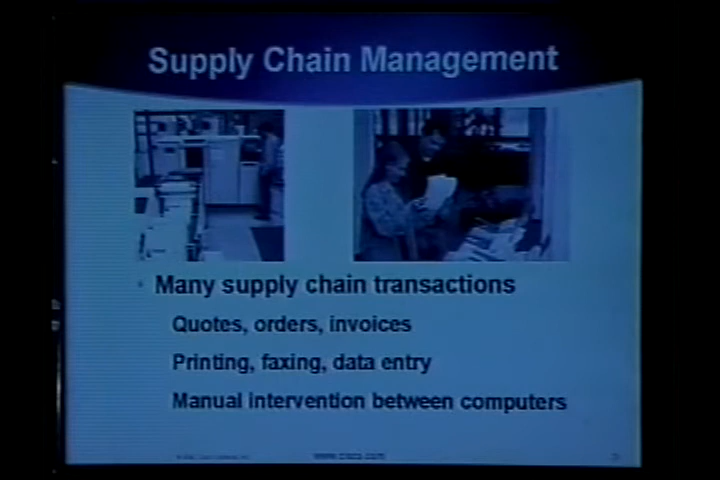 Supply Chain Management
Many supply chain transactions
Quotes, orders, invoices
Printing, faxing, data entry
Manual intervention between computers